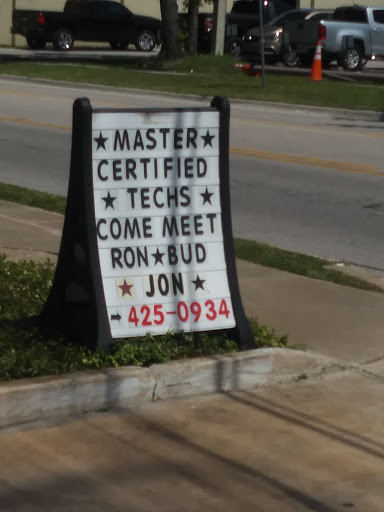 ★ MASTER ★
CERTIFIED
★ TECHS ★
COME MEET
RON ★ BUD
★ JON ★
➡ 425-0934